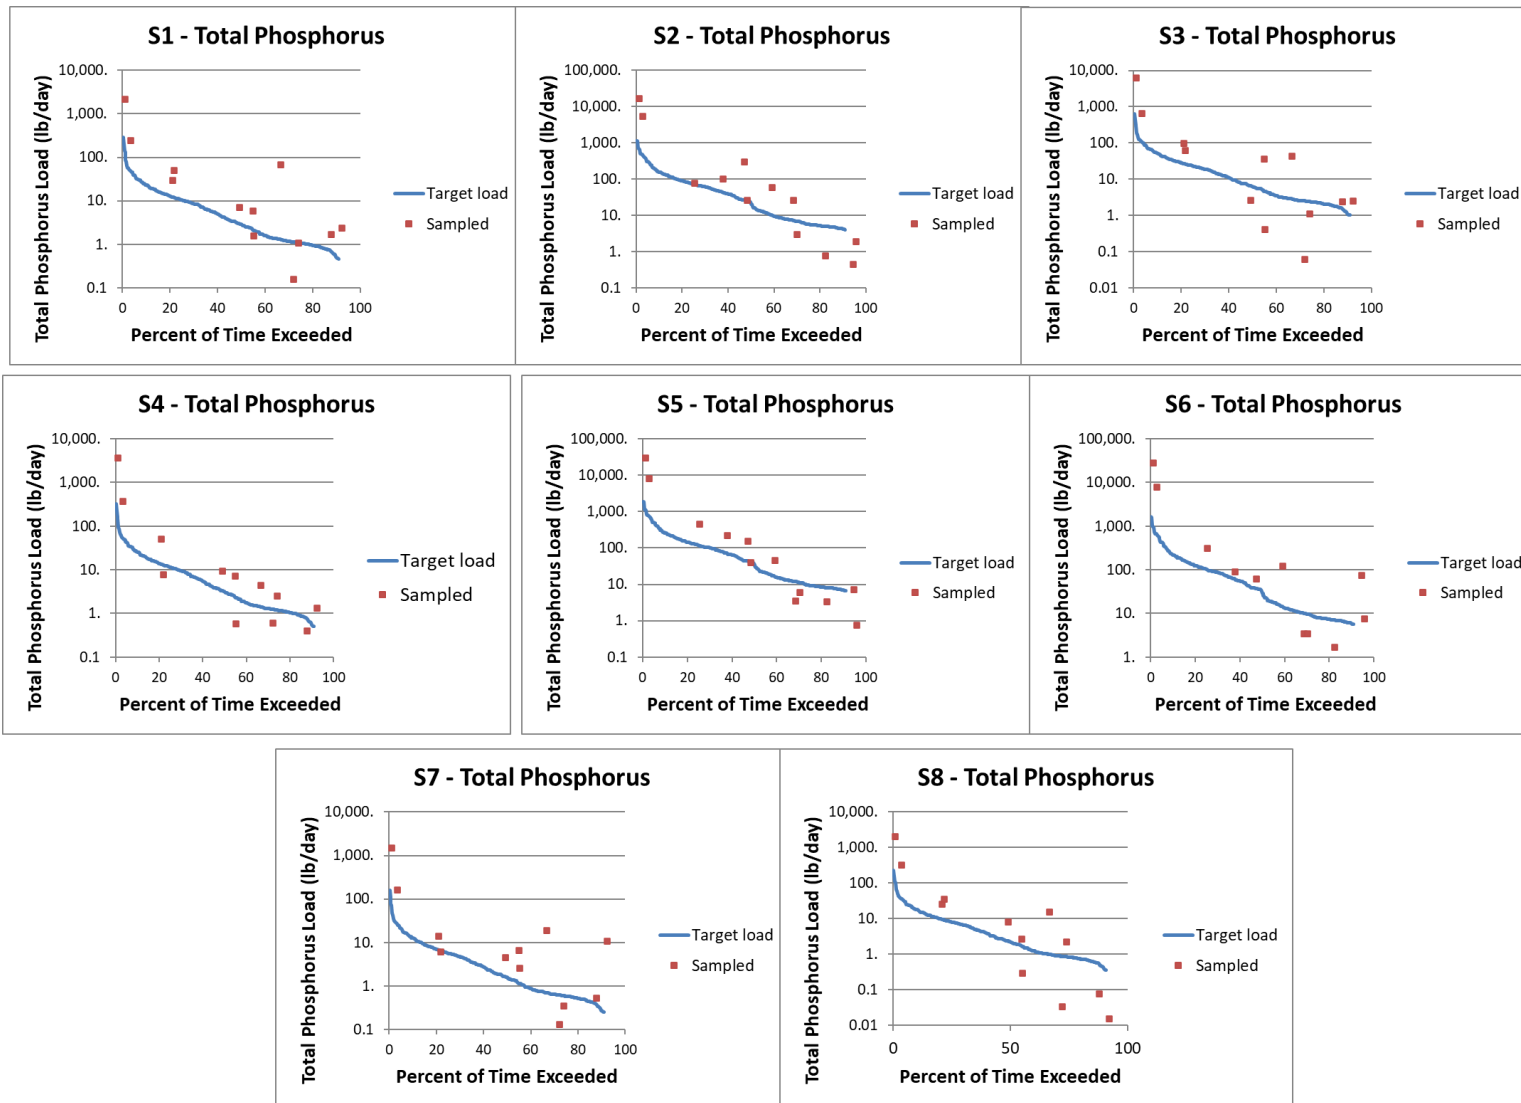 S1 - Total Phosphorus
Total Phosphorus Load (lb/day)
10,000.
1,000.
100.
10.
1.
0.1
0 20 40 60 80 100
Percent of Time Exceeded
Target load
Sampled
S2 - Total Phosphorus
Total Phosphorus Load (lb/day)
100,000.
10,000.
1,000.
100.
10.
1.
0.1
0 20 40 60 80 100
Percent of Time Exceeded
Target load
Sampled
S3 - Total Phosphorus
Total Phosphorus Load (lb/day)
10,000.
1,000.
100.
10.
1.
0.1
0.01
0 20 40 60 80 100
Percent of Time Exceeded
Target load
Sampled
S4 - Total Phosphorus
Total Phosphorus Load (lb/day)
10,000.
1,000.
100.
10.
1.
0.1
0 20 40 60 80 100
Percent of Time Exceeded
Target load
Sampled
S5 - Total Phosphorus
Total Phosphorus Load (lb/day)
100,000.
10,000.
1,000.
100.
10.
1.
0.1
0 20 40 60 80 100
Percent of Time Exceeded
Target load
Sampled
S6 - Total Phosphorus
Total Phosphorus Load (lb/day)
100,000.
10,000.
1,000.
100.
10.
1.
0 20 40 60 80 100
Percent of Time Exceeded
Target load
Sampled
S7 - Total Phosphorus
Total Phosphorus Load (lb/day)
10,000.
1,000.
100.
10.
1.
0.1
0 20 40 60 80 100
Percent of Time Exceeded
Target load
Sampled
S8 - Total Phosphorus
Total Phosphorus Load (lb/day)
10,000.
1,000.
100.
10.
1.
0.1
0.01
0 50 100
Percent of Time Exceeded
Target load
Sampled